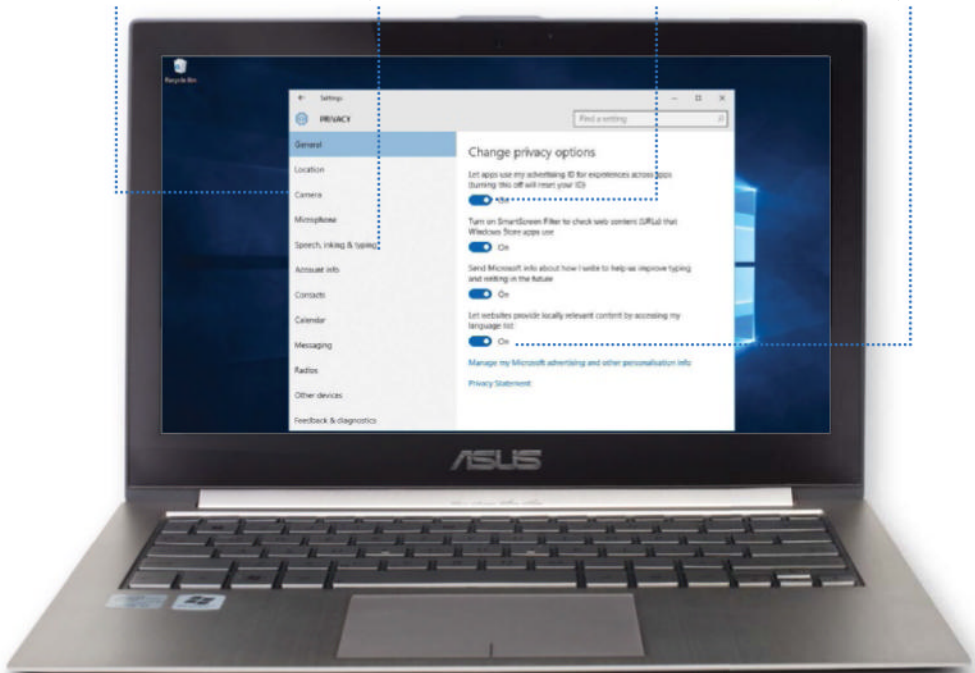 Recycle Bin
Settings
PRIVACY
Find a setting
General
Location
Camera
Microphone
Speech, inking & typing
Account info
Contacts
Calendar
Messaging
Radios
Other devices
Feedback & diagnostics
Change privacy options
Let apps use my advertising ID for experiences across apps
(turning this off will reset your ID)
On
Turn on SmartScreen Filter to check web content (URLs) that
Windows Store apps use
On
Send Microsoft info about how I write to help us improve typing
and writing in the future
On
Let websites provide locally relevant content by accessing my
language list
On
Manage my Microsoft advertising and other personalisation info
Privacy Statement
ASUS